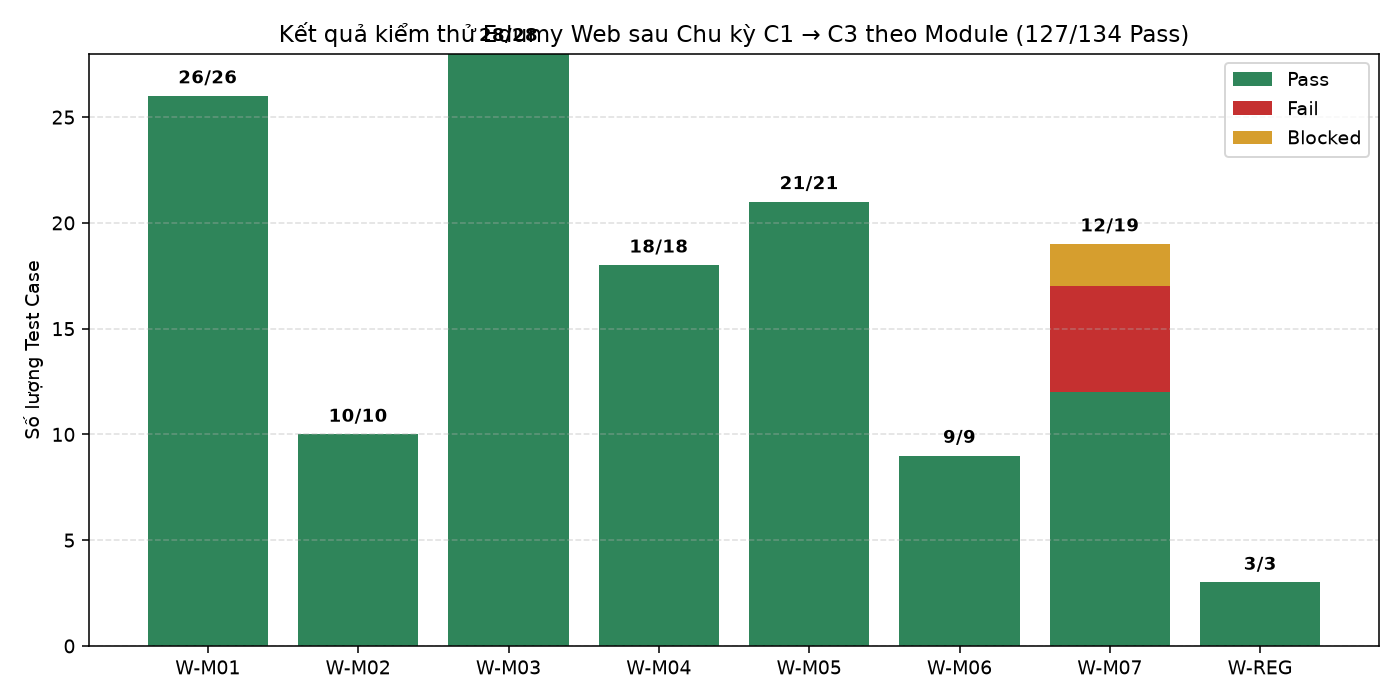 Kết quả kiểm thử Edumy Web sau Chu kỳ C1 → C3 theo Module (127/134 Pass)
28/28
26/26
10/10
18/18
21/21
9/9
12/19
3/3
Pass
Fail
Blocked
Số lượng Test Case
25
20
15
10
5
0
W-M01
W-M02
W-M03
W-M04
W-M05
W-M06
W-M07
W-REG